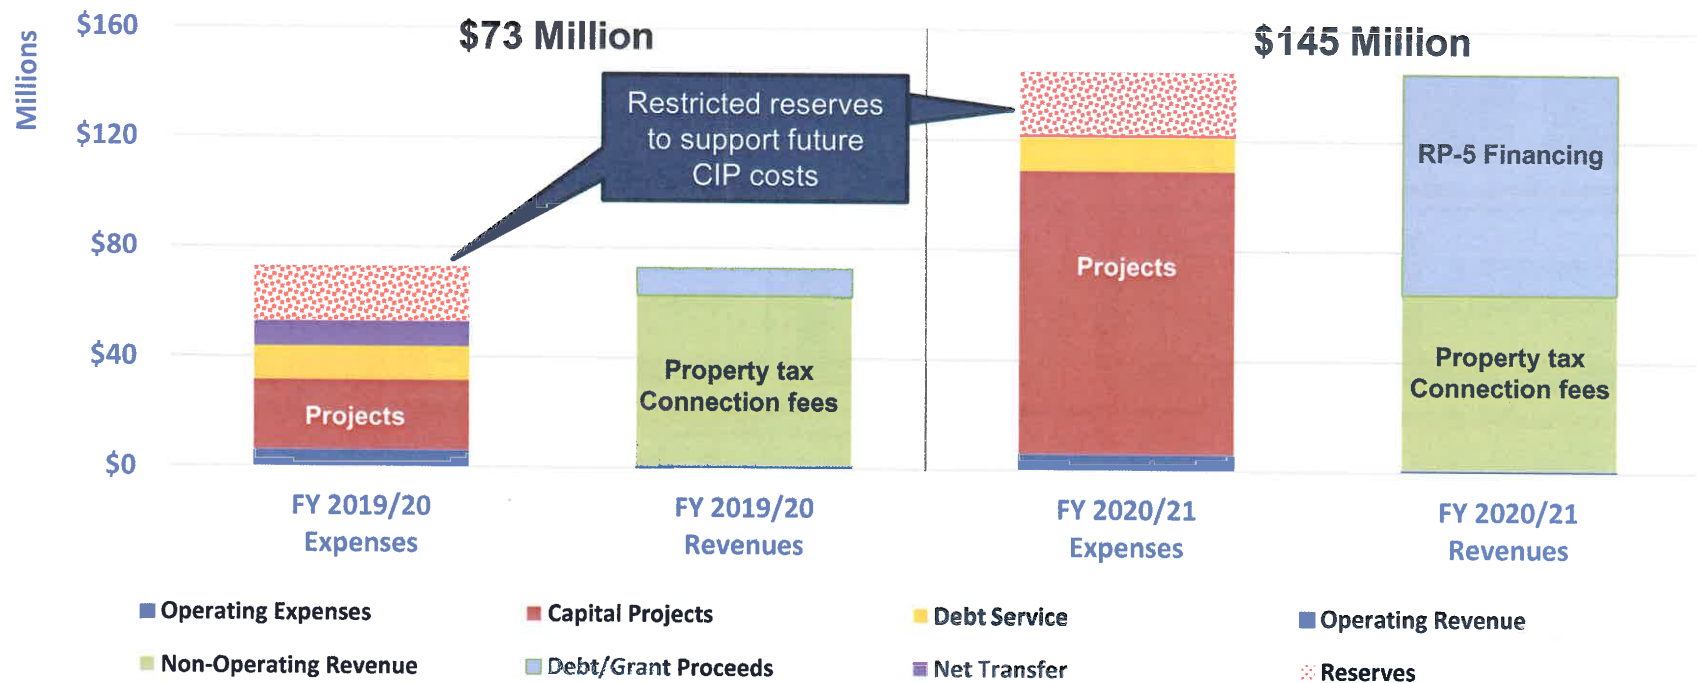 Millions
$160
$120
$80
$40
$0
$73 Million
$145 Million
Restricted reserves
to support future
CIP costs
Projects
Property tax
Connection fees
Projects
RP-5 Financing
Property tax
Connection fees
FY 2019/20
Expenses
FY 2019/20
Revenues
FY 2020/21
Expenses
FY 2020/21
Revenues
Operating Expenses
Capital Projects
Debt Service
Operating Revenue
Non-Operating Revenue
Debt/Grant Proceeds
Net Transfer
Reserves